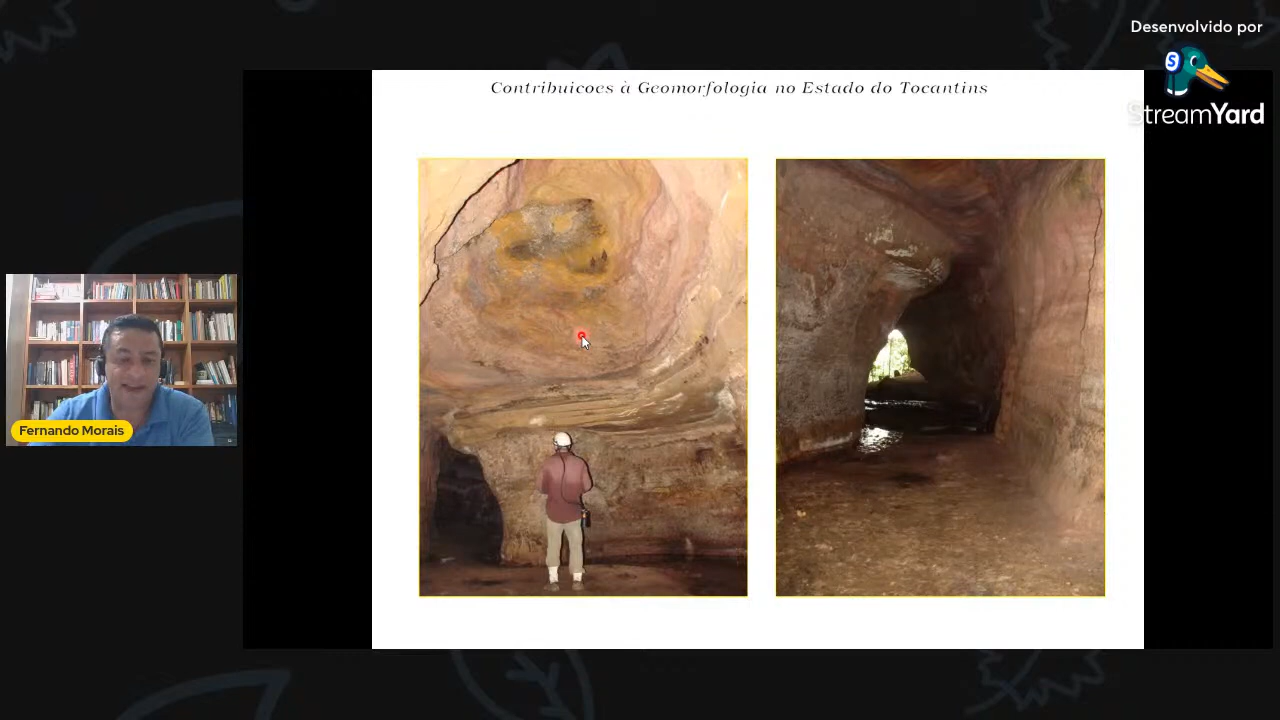 Desenvolvido por
StreamYard
Contribuicoes à Geomorfologia no Estado do Tocantins
Fernando Morais